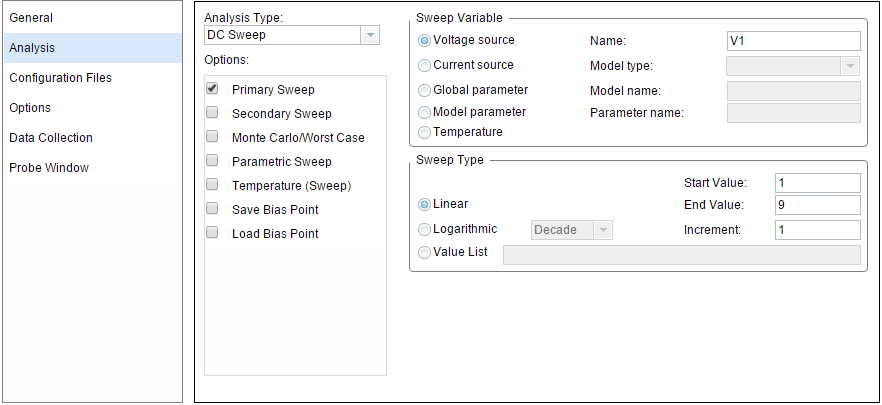 General
Analysis
Configuration Files
Options
Data Collection
Probe Window
Analysis Type:
DC Sweep
Options:
Primary Sweep
Secondary Sweep
Monte Carlo/Worst Case
Parametric Sweep
Temperature (Sweep)
Save Bias Point
Load Bias Point
Sweep Variable
Voltage source
Name:
V1
Current source
Model type:
Global parameter
Model name:
Model parameter
Parameter name:
Temperature
Sweep Type
Start Value:
1
Linear
End Value:
9
Logarithmic
Decade
Increment:
1
Value List